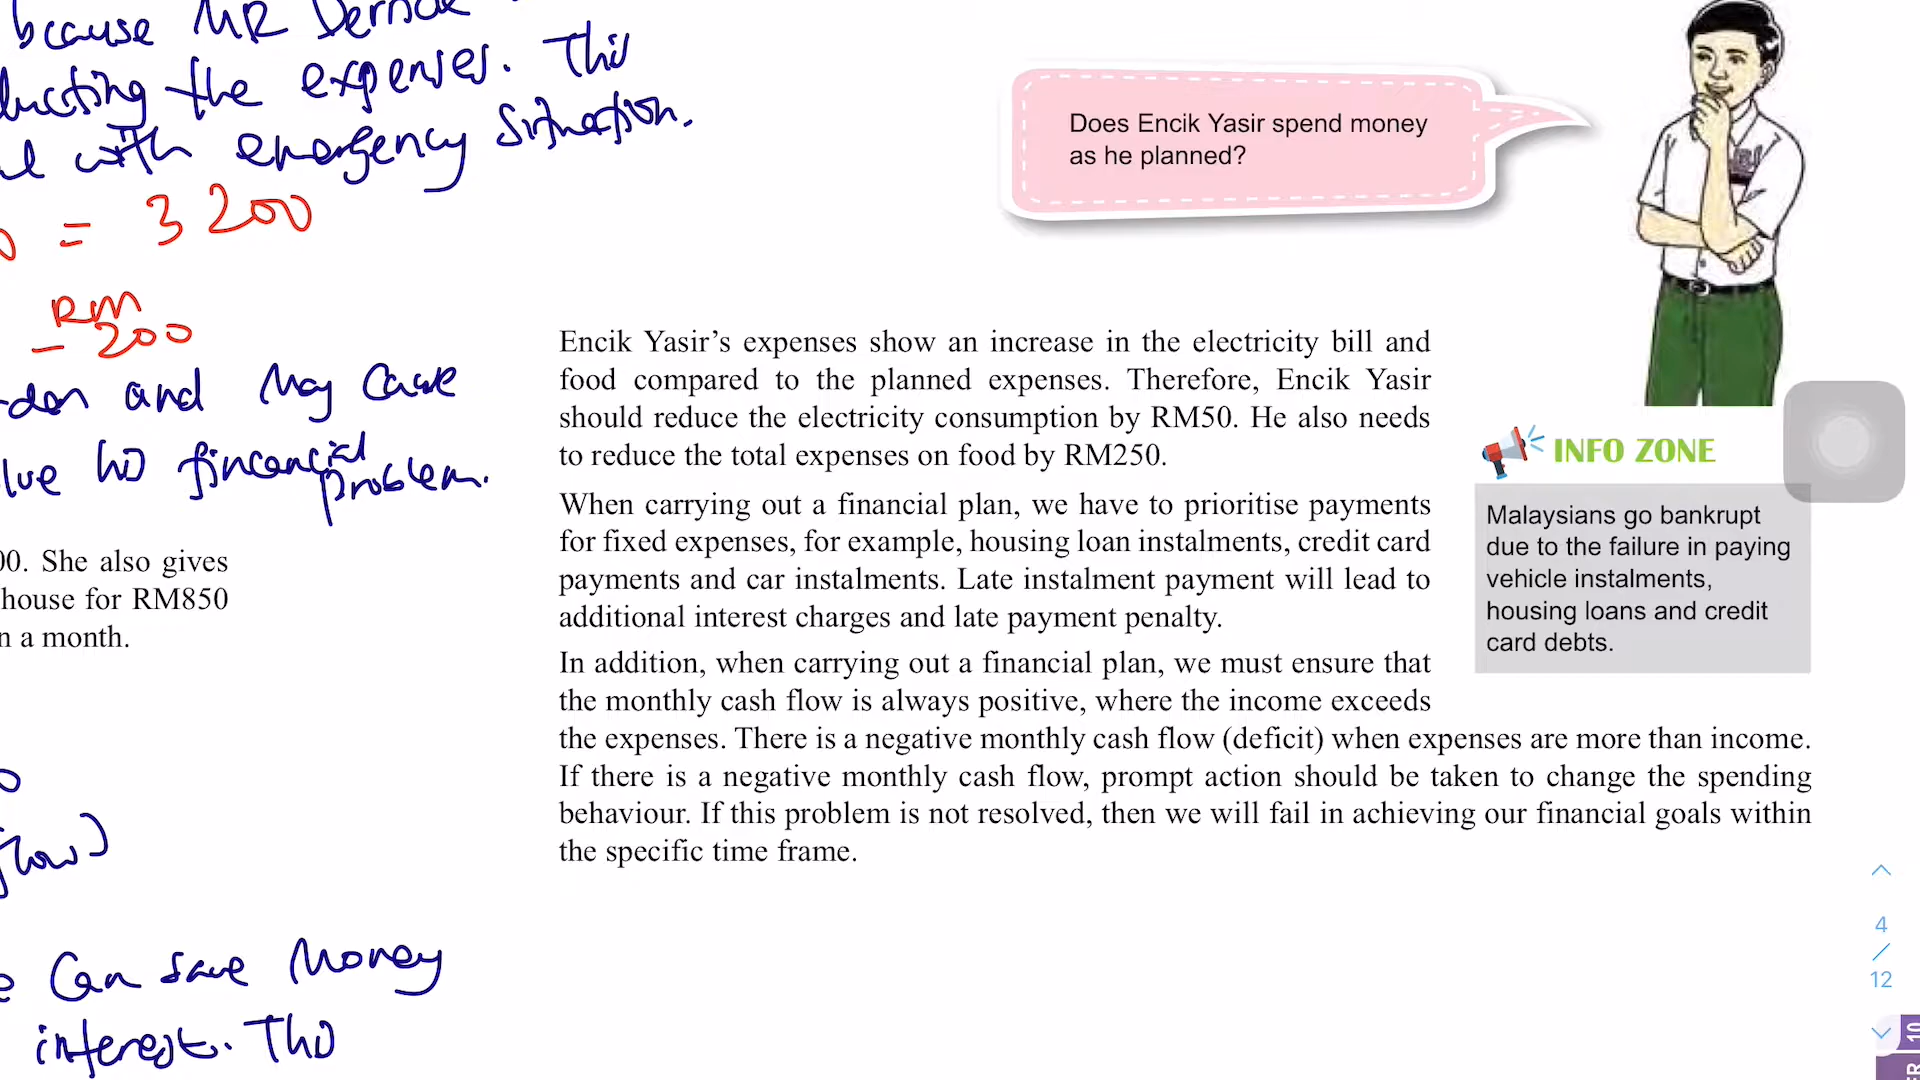 because MR
ducting the expenses. This
with emergency Situation.
= 3 200
RM
- 200
and may cause
financial
problem.
00. She also gives
house for RM850
n a month.
flow)
Can save Money
interest. This
Does Encik Yasir spend money
as he planned?
Encik Yasir’s expenses show an increase in the electricity bill and
food compared to the planned expenses. Therefore, Encik Yasir
should reduce the electricity consumption by RM50. He also needs
to reduce the total expenses on food by RM250.
When carrying out a financial plan, we have to prioritise payments
for fixed expenses, for example, housing loan instalments, credit card
payments and car instalments. Late instalment payment will lead to
additional interest charges and late payment penalty.
In addition, when carrying out a financial plan, we must ensure that
the monthly cash flow is always positive, where the income exceeds
the expenses. There is a negative monthly cash flow (deficit) when expenses are more than income.
If there is a negative monthly cash flow, prompt action should be taken to change the spending
behaviour. If this problem is not resolved, then we will fail in achieving our financial goals within
the specific time frame.
INFO ZONE
Malaysians go bankrupt
due to the failure in paying
vehicle instalments,
housing loans and credit
card debts.
4
/
12
10